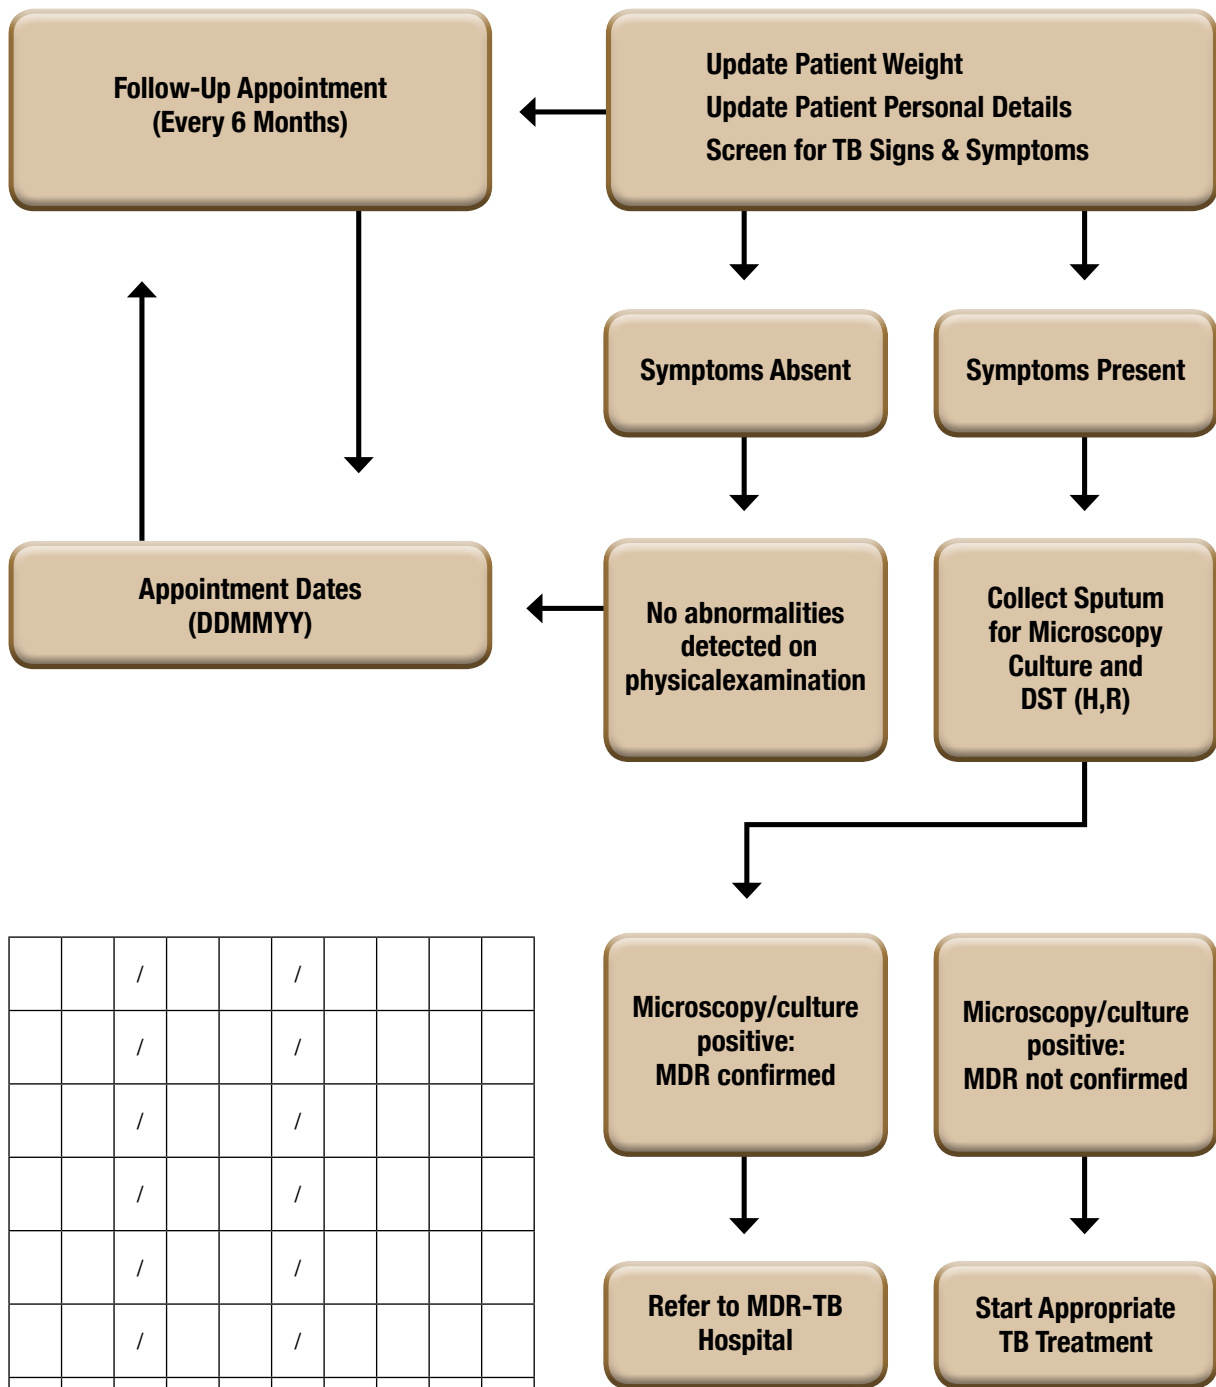 Follow-Up Appointment
(Every 6 Months)
Update Patient Weight
Update Patient Personal Details
Screen for TB Signs & Symptoms
Symptoms Absent
Symptoms Present
Appointment Dates
(DDMMYY)
No abnormalities
detected on
physicalexamination
Collect Sputum
for Microscopy
Culture and
DST (H,R)
/ /
/ /
/ /
/ /
/ /
/ /
Microscopy/culture
positive:
MDR confirmed
Microscopy/culture
positive:
MDR not confirmed
Refer to MDR-TB
Hospital
Start Appropriate
TB Treatment